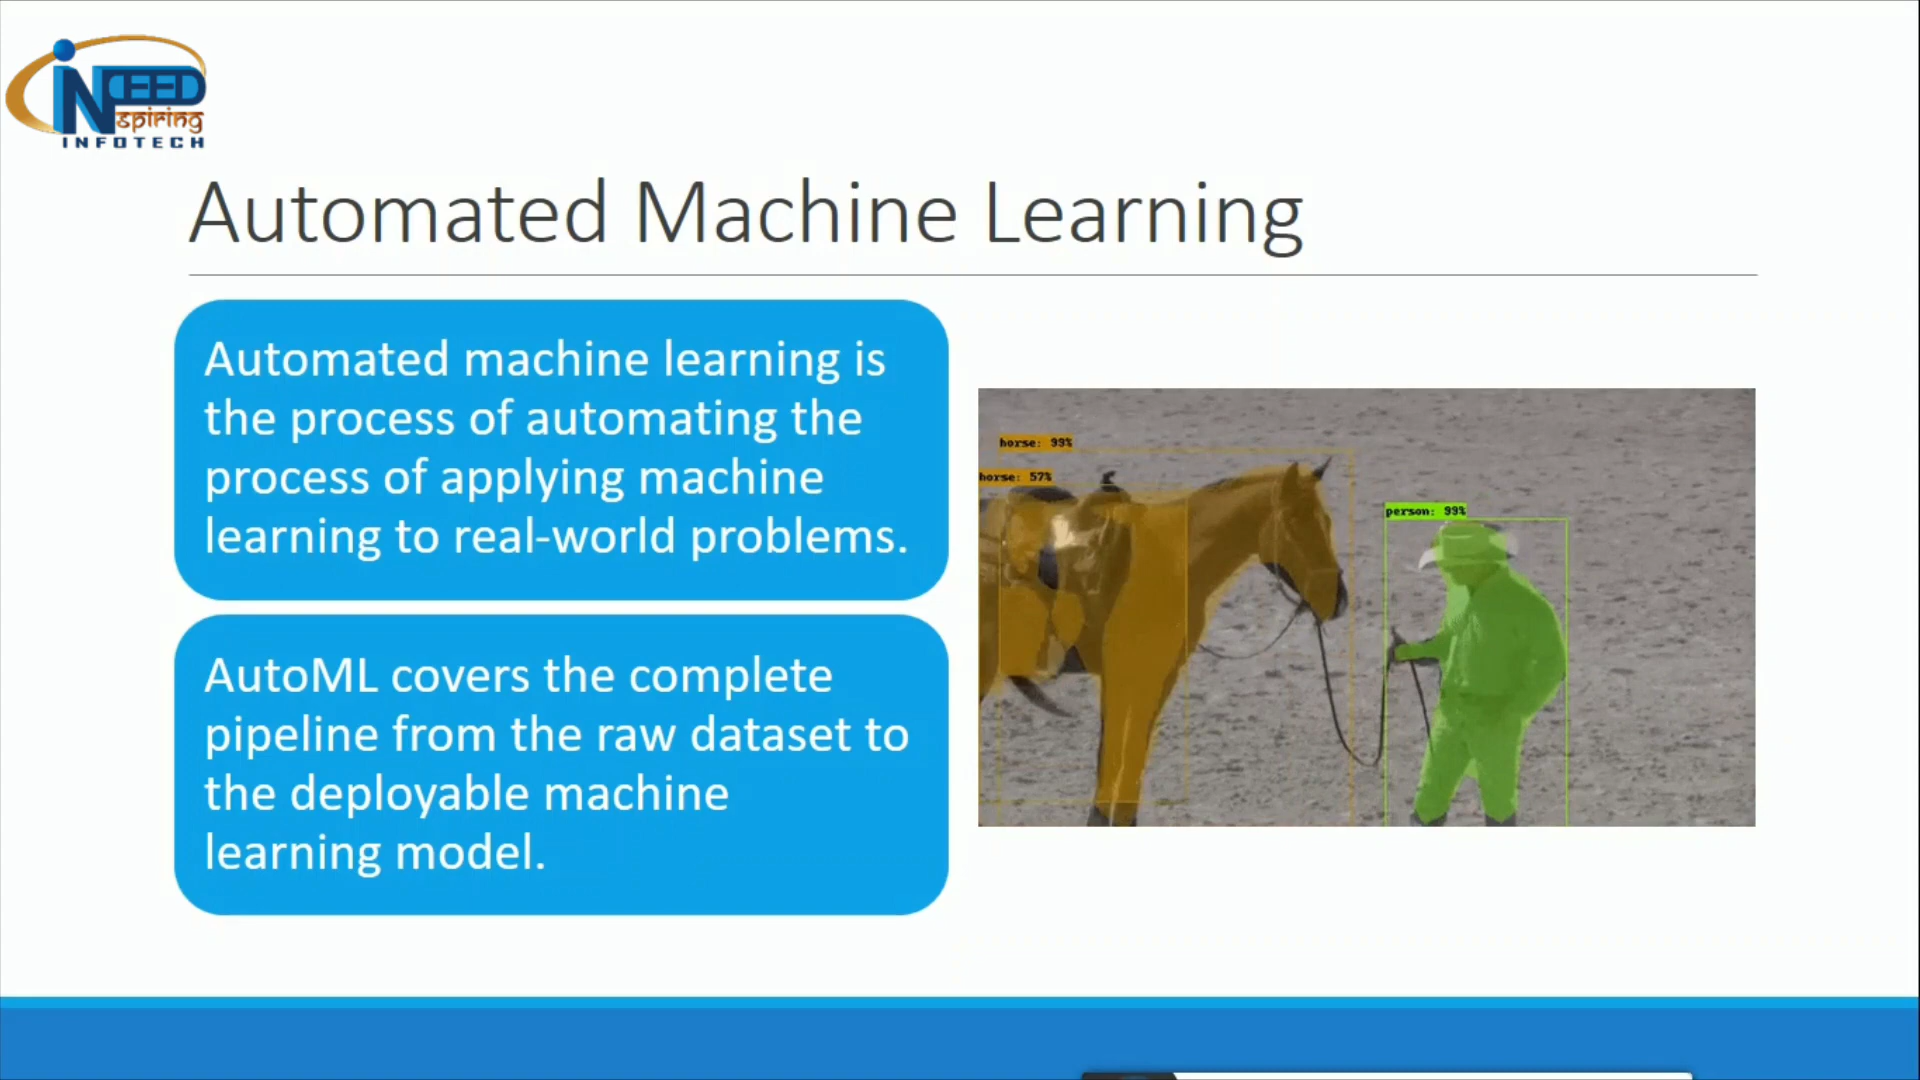 iNDEED
nspiring
INFOTECH
Automated Machine Learning
Automated machine learning is
the process of automating the
process of applying machine
learning to real-world problems.
AutoML covers the complete
pipeline from the raw dataset to
the deployable machine
learning model.
horse: 99%
horse: 57%
person: 99%